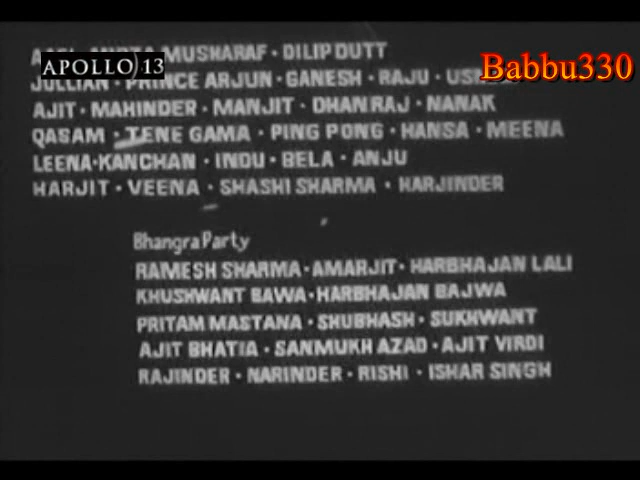 MUSHARAF · DILIP DUTT
APOLLO 13
Babbu330
JULLIAN · PRINCE ARJUN · GANESH · RAJU ·
AJIT · MAHINDER · MANJIT · DHANRAJ · NANAK
QASAM · TENE GAMA · PING PONG · HANSA · MEENA
LEENA · KANCHAN · INDU · BELA · ANJU
HARJIT · VEENA · SHASHI SHARMA · HARJINDER
Bhangra Party
RAMESH SHARMA · AMARJIT · HARBHAJAN LALI
KHUSHWANT BAWA · HARBHAJAN BAJWA
PRITAM MASTANA · SHUBHASH · SUKHWANT
AJIT BHATIA · SANMUKH AZAD · AJIT VIRDI
RAJINDER · NARINDER · RISHI · ISHAR SINGH